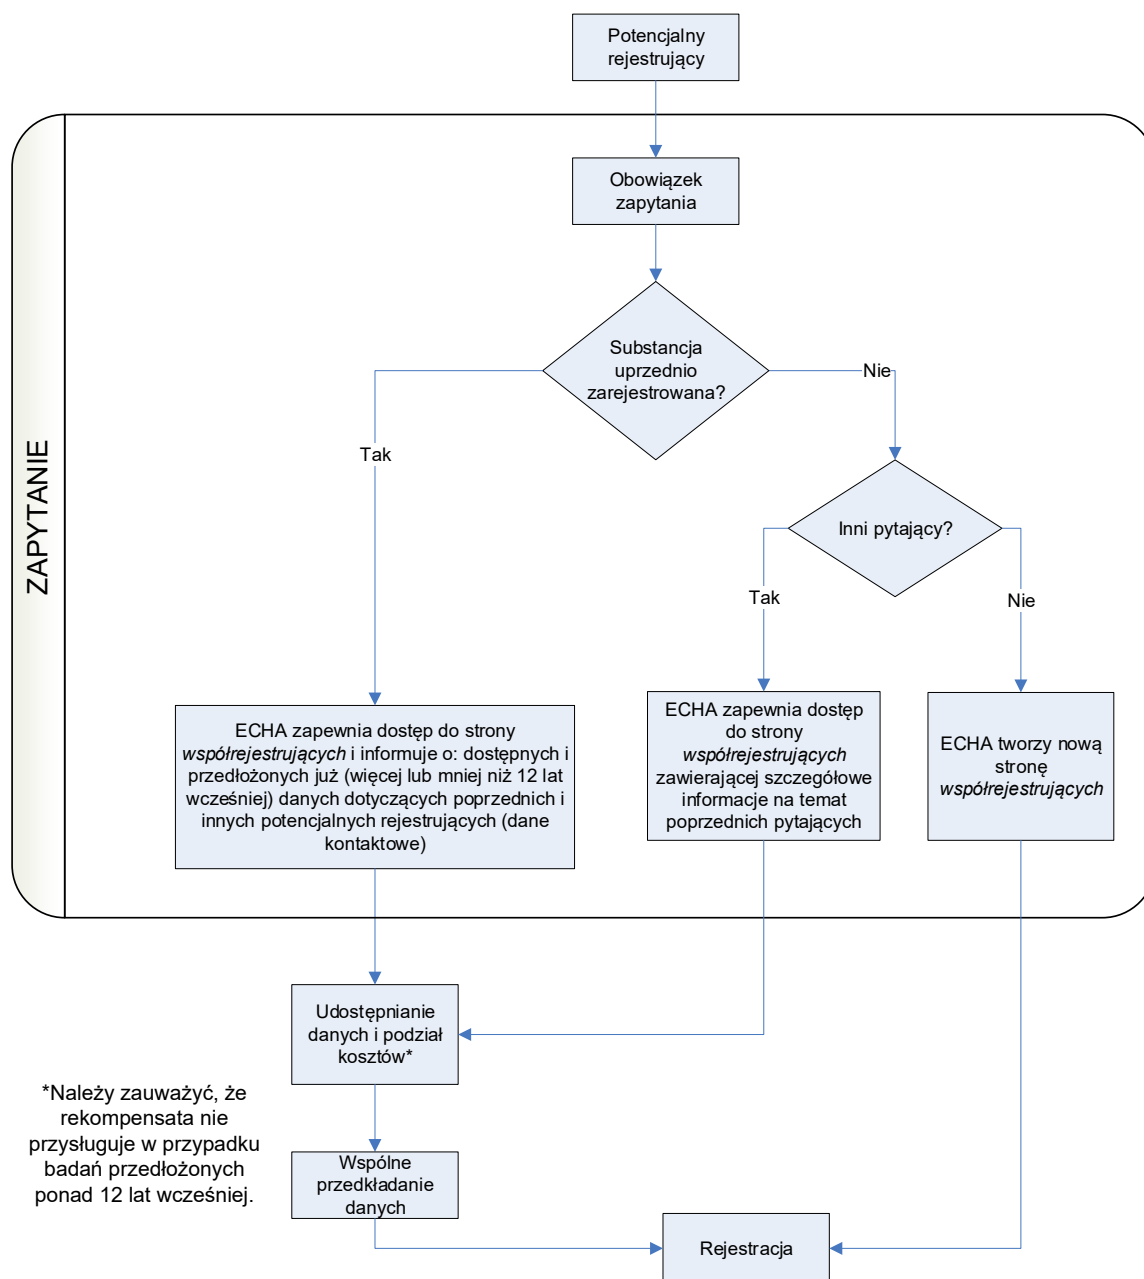 Potencjalny
rejestrujący
ZAPYTANIE
Obowiązek
zapytania
Substancja
uprzednio
zarejestrowana?
Nie
Tak
Inni pytający?
Tak
Nie
ECHA zapewnia dostęp do strony
współrejestrujących i informuje o: dostępnych i
przedłożonych już (więcej lub mniej niż 12 lat
wcześniej) danych dotyczących poprzednich i
innych potencjalnych rejestrujących (dane
kontaktowe)
ECHA zapewnia dostęp
do strony
współrejestrujących
zawierającej szczegółowe
informacje na temat
poprzednich pytających
ECHA tworzy nową
stronę
współrejestrujących
Udostępnianie
danych i podział
kosztów*
*Należy zauważyć, że
rekompensata nie
przysługuje w przypadku
badań przedłożonych
ponad 12 lat wcześniej.
Wspólne
przedkładanie
danych
Rejestracja